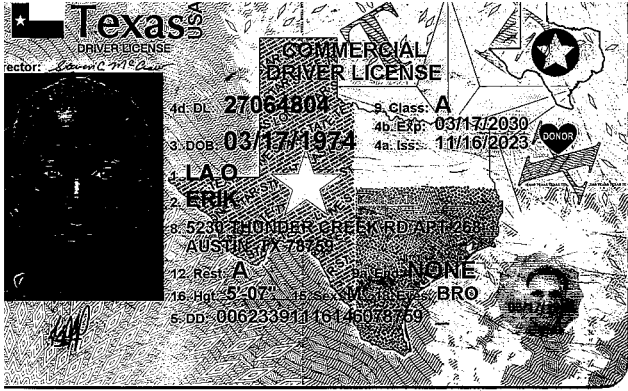 Texas USA
DRIVER LICENSE
COMMERCIAL
DRIVER LICENSE
rector:
4d. DL: 27064804 9. Class: A
4b. Exp: 03/17/2030
3. DOB: 03/17/1974 4a. Iss: 11/16/2023
DONOR
1. LA O
2. ERIK
8. 5230 THUNDER CREEK RD APT 268
AUSTIN, TX 78759
12. Rest: A 9a. End: NONE
16. Hgt: 5'-07" 15. Sex: M 18. Eyes: BRO
5. DD: 00623391116146078759